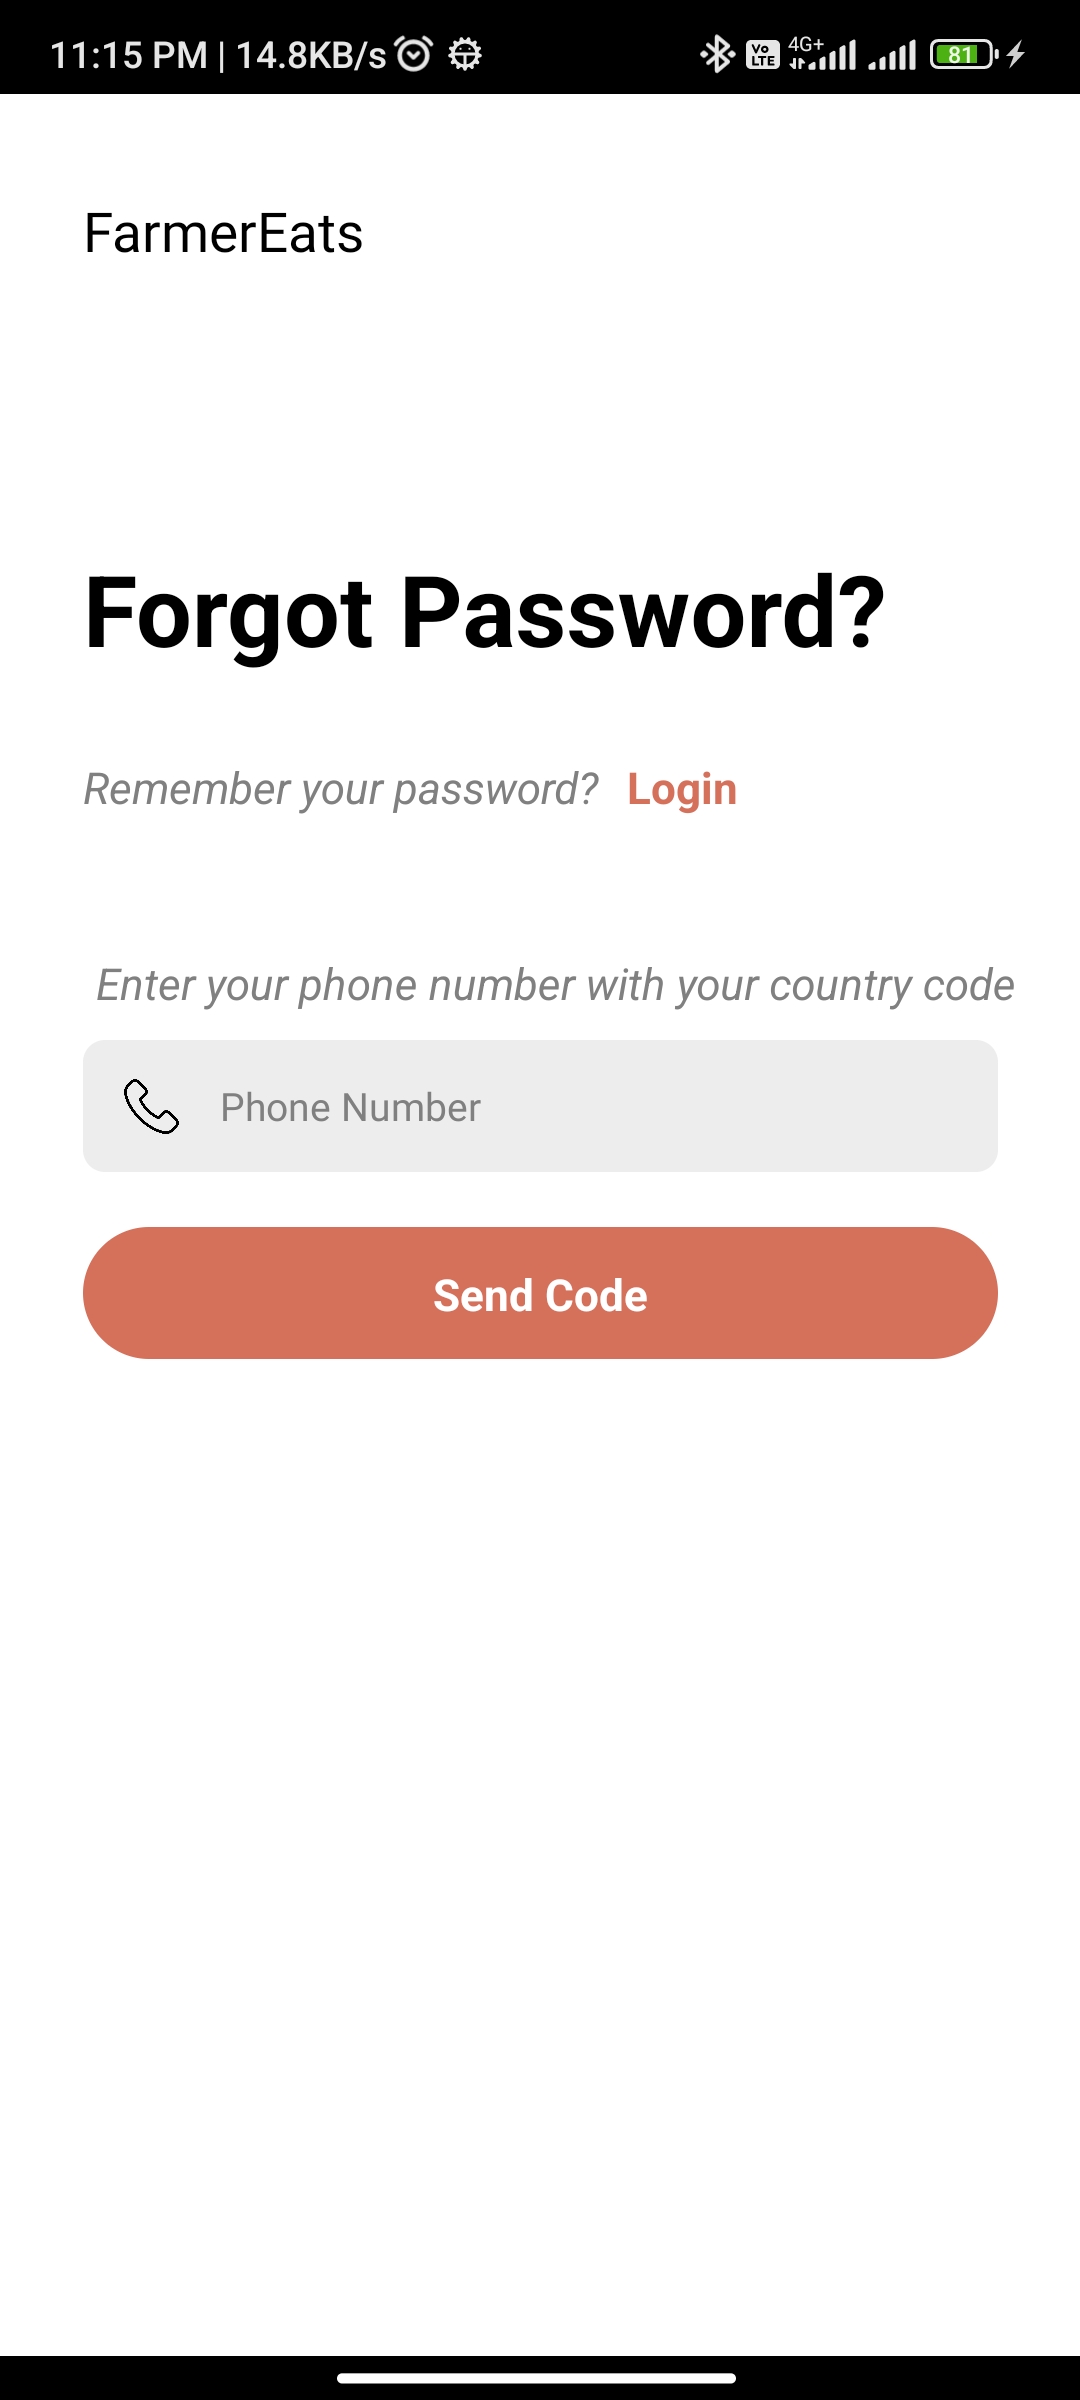 11:15 PM | 14.8KB/s Vo LTE 4G+ 81
FarmerEats
Forgot Password?
Remember your password? Login
Enter your phone number with your country code
Phone Number
Send Code